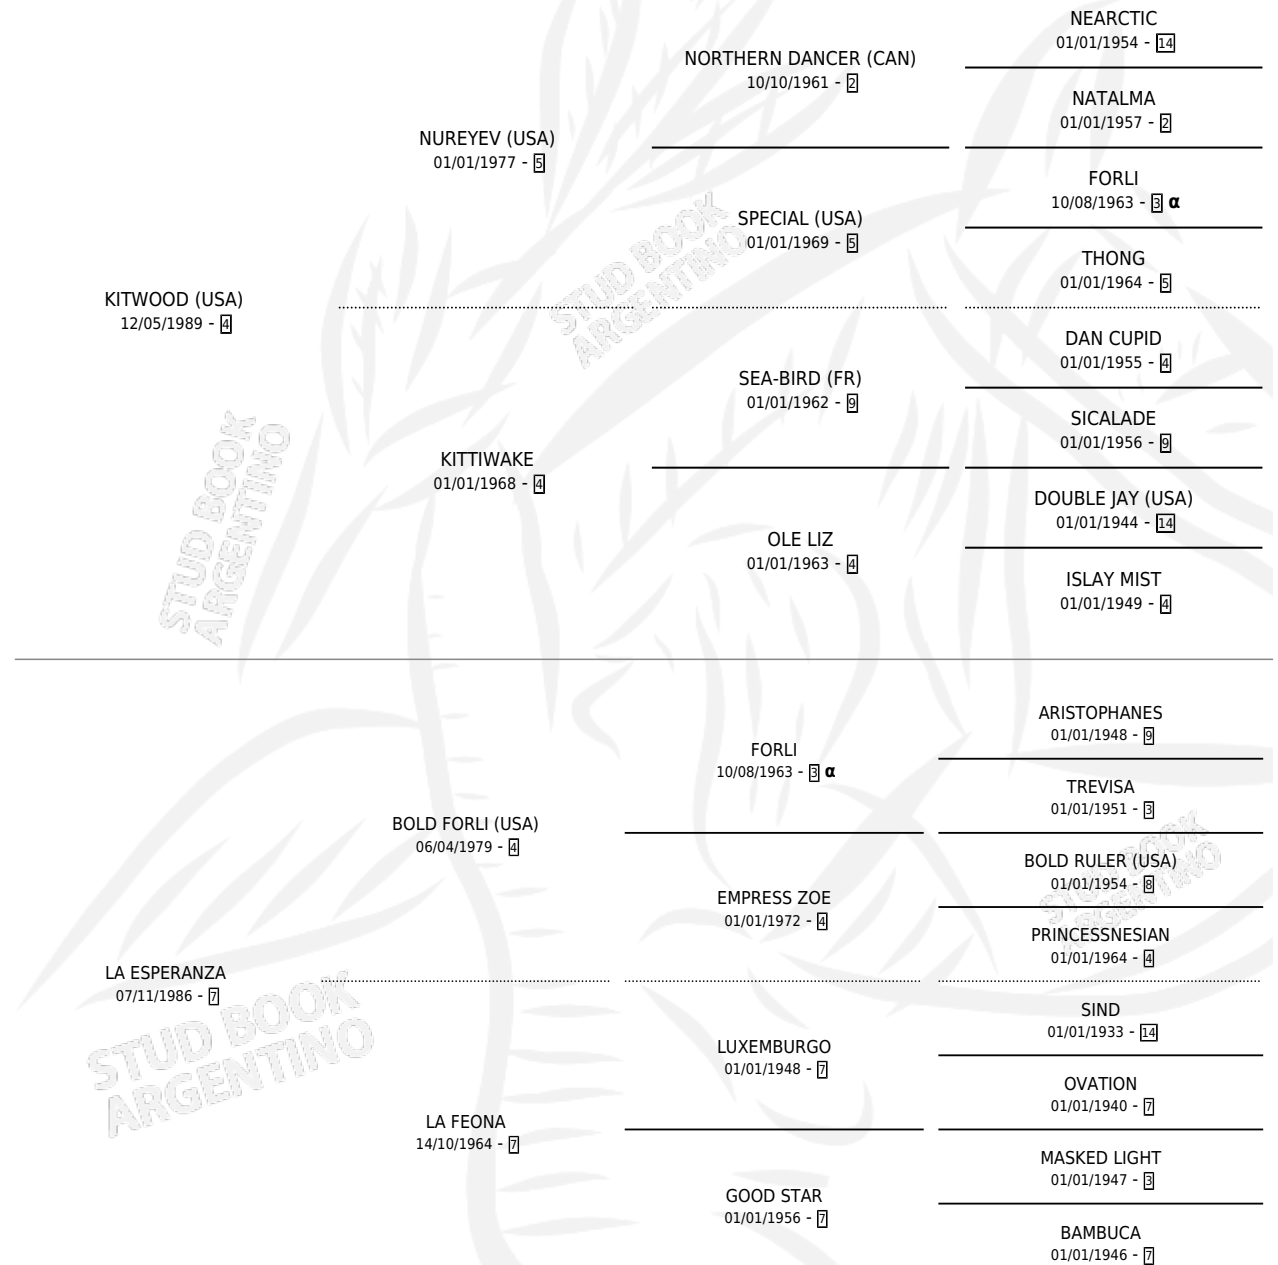 NEARCTIC
01/01/1954 - 14
NORTHERN DANCER (CAN)
10/10/1961 - 2
NATALMA
01/01/1957 - 2
NUREYEV (USA)
01/01/1977 - 5
FORLI
10/08/1963 - 3 α
SPECIAL (USA)
01/01/1969 - 5
THONG
01/01/1964 - 5
KITWOOD (USA)
12/05/1989 - 4
DAN CUPID
01/01/1955 - 4
SEA-BIRD (FR)
01/01/1962 - 9
SICALADE
01/01/1956 - 9
KITTIWAKE
01/01/1968 - 4
DOUBLE JAY (USA)
01/01/1944 - 14
OLE LIZ
01/01/1963 - 4
ISLAY MIST
01/01/1949 - 4
ARISTOPHANES
01/01/1948 - 9
FORLI
10/08/1963 - 3 α
TREVISA
01/01/1951 - 3
BOLD FORLI (USA)
06/04/1979 - 4
BOLD RULER (USA)
01/01/1954 - 8
EMPRESS ZOE
01/01/1972 - 4
PRINCESSNESIAN
01/01/1964 - 4
LA ESPERANZA
07/11/1986 - 7
SIND
01/01/1933 - 14
LUXEMBURGO
01/01/1948 - 7
OVATION
01/01/1940 - 7
LA FEONA
14/10/1964 - 7
MASKED LIGHT
01/01/1947 - 3
GOOD STAR
01/01/1956 - 7
BAMBUCA
01/01/1946 - 7
STUD BOOK
ARGENTINO
STUD BOOK
ARGENTINO
STUD BOOK
ARGENTINO
STUD BOOK
ARGENTINO